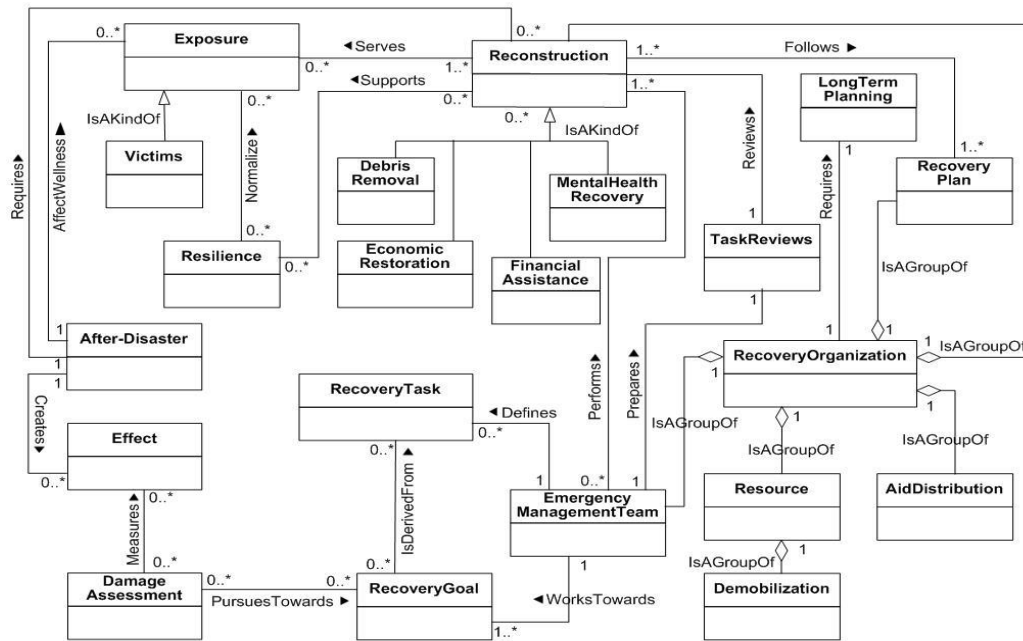 0..*
0..*
Exposure
◄Serves
Reconstruction
Follows ►
0..*
1..*
1..*
1..*
◄Supports
0..*
0..*
0..*
LongTerm
Planning
1
IsAKindOf
IsAKindOf
Victims
Debris
Removal
MentalHealth
Recovery
Reviews►
1..*
Recovery
Plan
Requires►
AffectWellness►
Normalize►
Requires►
0..*
Resilience
0..*
Economic
Restoration
Financial
Assistance
1
TaskReviews
1
IsAGroupOf
1
After-Disaster
1
1
1
1
RecoveryOrganization
1
IsAGroupOf
1
1
1
Creates►
RecoveryTask
0..*
◄Defines
0..*
Performs►
Prepares►
IsAGroupOf
IsAGroupOf
IsAGroupOf
Effect
0..*
0..*
IsDerivedFrom►
1
0..*
1
Emergency
ManagementTeam
Resource
1
AidDistribution
Measures►
0..*
0..*
0..*
0..*
1
IsAGroupOf
Damage
Assessment
PursuesTowards ►
RecoveryGoal
◄WorksTowards
1..*
Demobilization